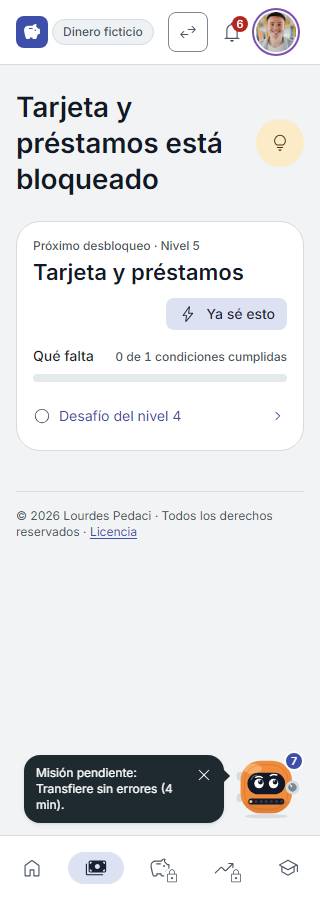 Dinero ficticio
6
Tarjeta y
préstamos está
bloqueado
Próximo desbloqueo · Nivel 5
Tarjeta y préstamos
Ya sé esto
Qué falta
0 de 1 condiciones cumplidas
Desafío del nivel 4
© 2026 Lourdes Pedaci · Todos los derechos
reservados · Licencia
Misión pendiente:
Transfiere sin errores (4
min).
7